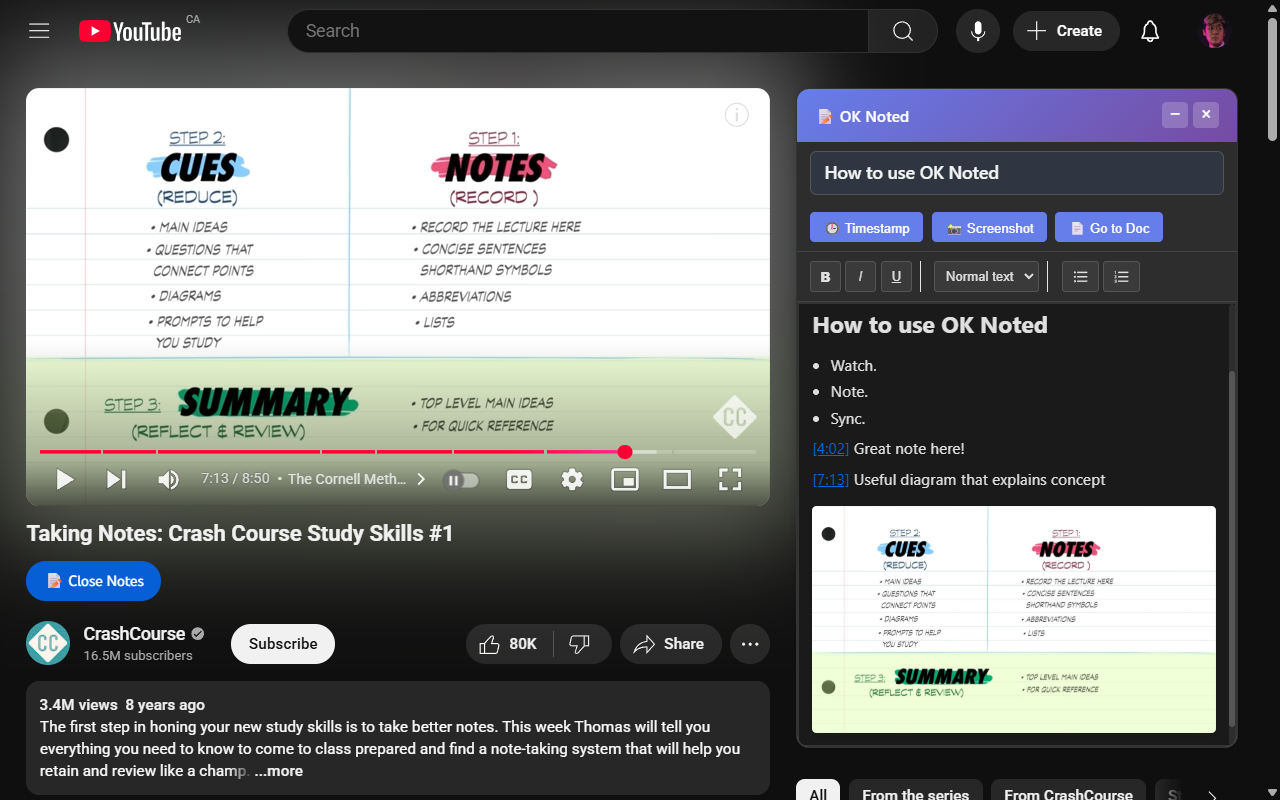 YouTube CA
Search
Create
STEP 2:
CUES
(REDUCE)
• MAIN IDEAS
• QUESTIONS THAT
CONNECT POINTS
• DIAGRAMS
• PROMPTS TO HELP
YOU STUDY
STEP 1:
NOTES
(RECORD )
• RECORD THE LECTURE HERE
• CONCISE SENTENCES
SHORTHAND SYMBOLS
• ABBREVIATIONS
• LISTS
STEP 3:
SUMMARY
(REFLECT & REVIEW)
• TOP LEVEL MAIN IDEAS
• FOR QUICK REFERENCE
CC
7:13 / 8:50 • The Cornell Meth...
CC
Taking Notes: Crash Course Study Skills #1
Close Notes
CC
CrashCourse
16.5M subscribers
Subscribe
80K
Share
3.4M views 8 years ago
The first step in honing your new study skills is to take better notes. This week Thomas will tell you
everything you need to know to come to class prepared and find a note-taking system that will help you
retain and review like a champ. ...more
OK Noted
How to use OK Noted
Timestamp
Screenshot
Go to Doc
B I U Normal text
How to use OK Noted
• Watch.
• Note.
• Sync.
[4:02] Great note here!
[7:13] Useful diagram that explains concept
STEP 2:
CUES
(REDUCE)
• MAIN IDEAS
• QUESTIONS THAT
CONNECT POINTS
• DIAGRAMS
• PROMPTS TO HELP
YOU STUDY
STEP 1:
NOTES
(RECORD )
• RECORD THE LECTURE HERE
• CONCISE SENTENCES
SHORTHAND SYMBOLS
• ABBREVIATIONS
• LISTS
STEP 3:
SUMMARY
(REFLECT & REVIEW)
• TOP LEVEL MAIN IDEAS
• FOR QUICK REFERENCE
All
From the series
From CrashCourse